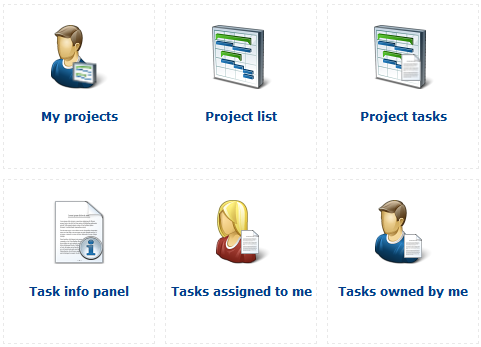 My projects
Project list
Project tasks
Task info panel
Tasks assigned to me
Tasks owned by me